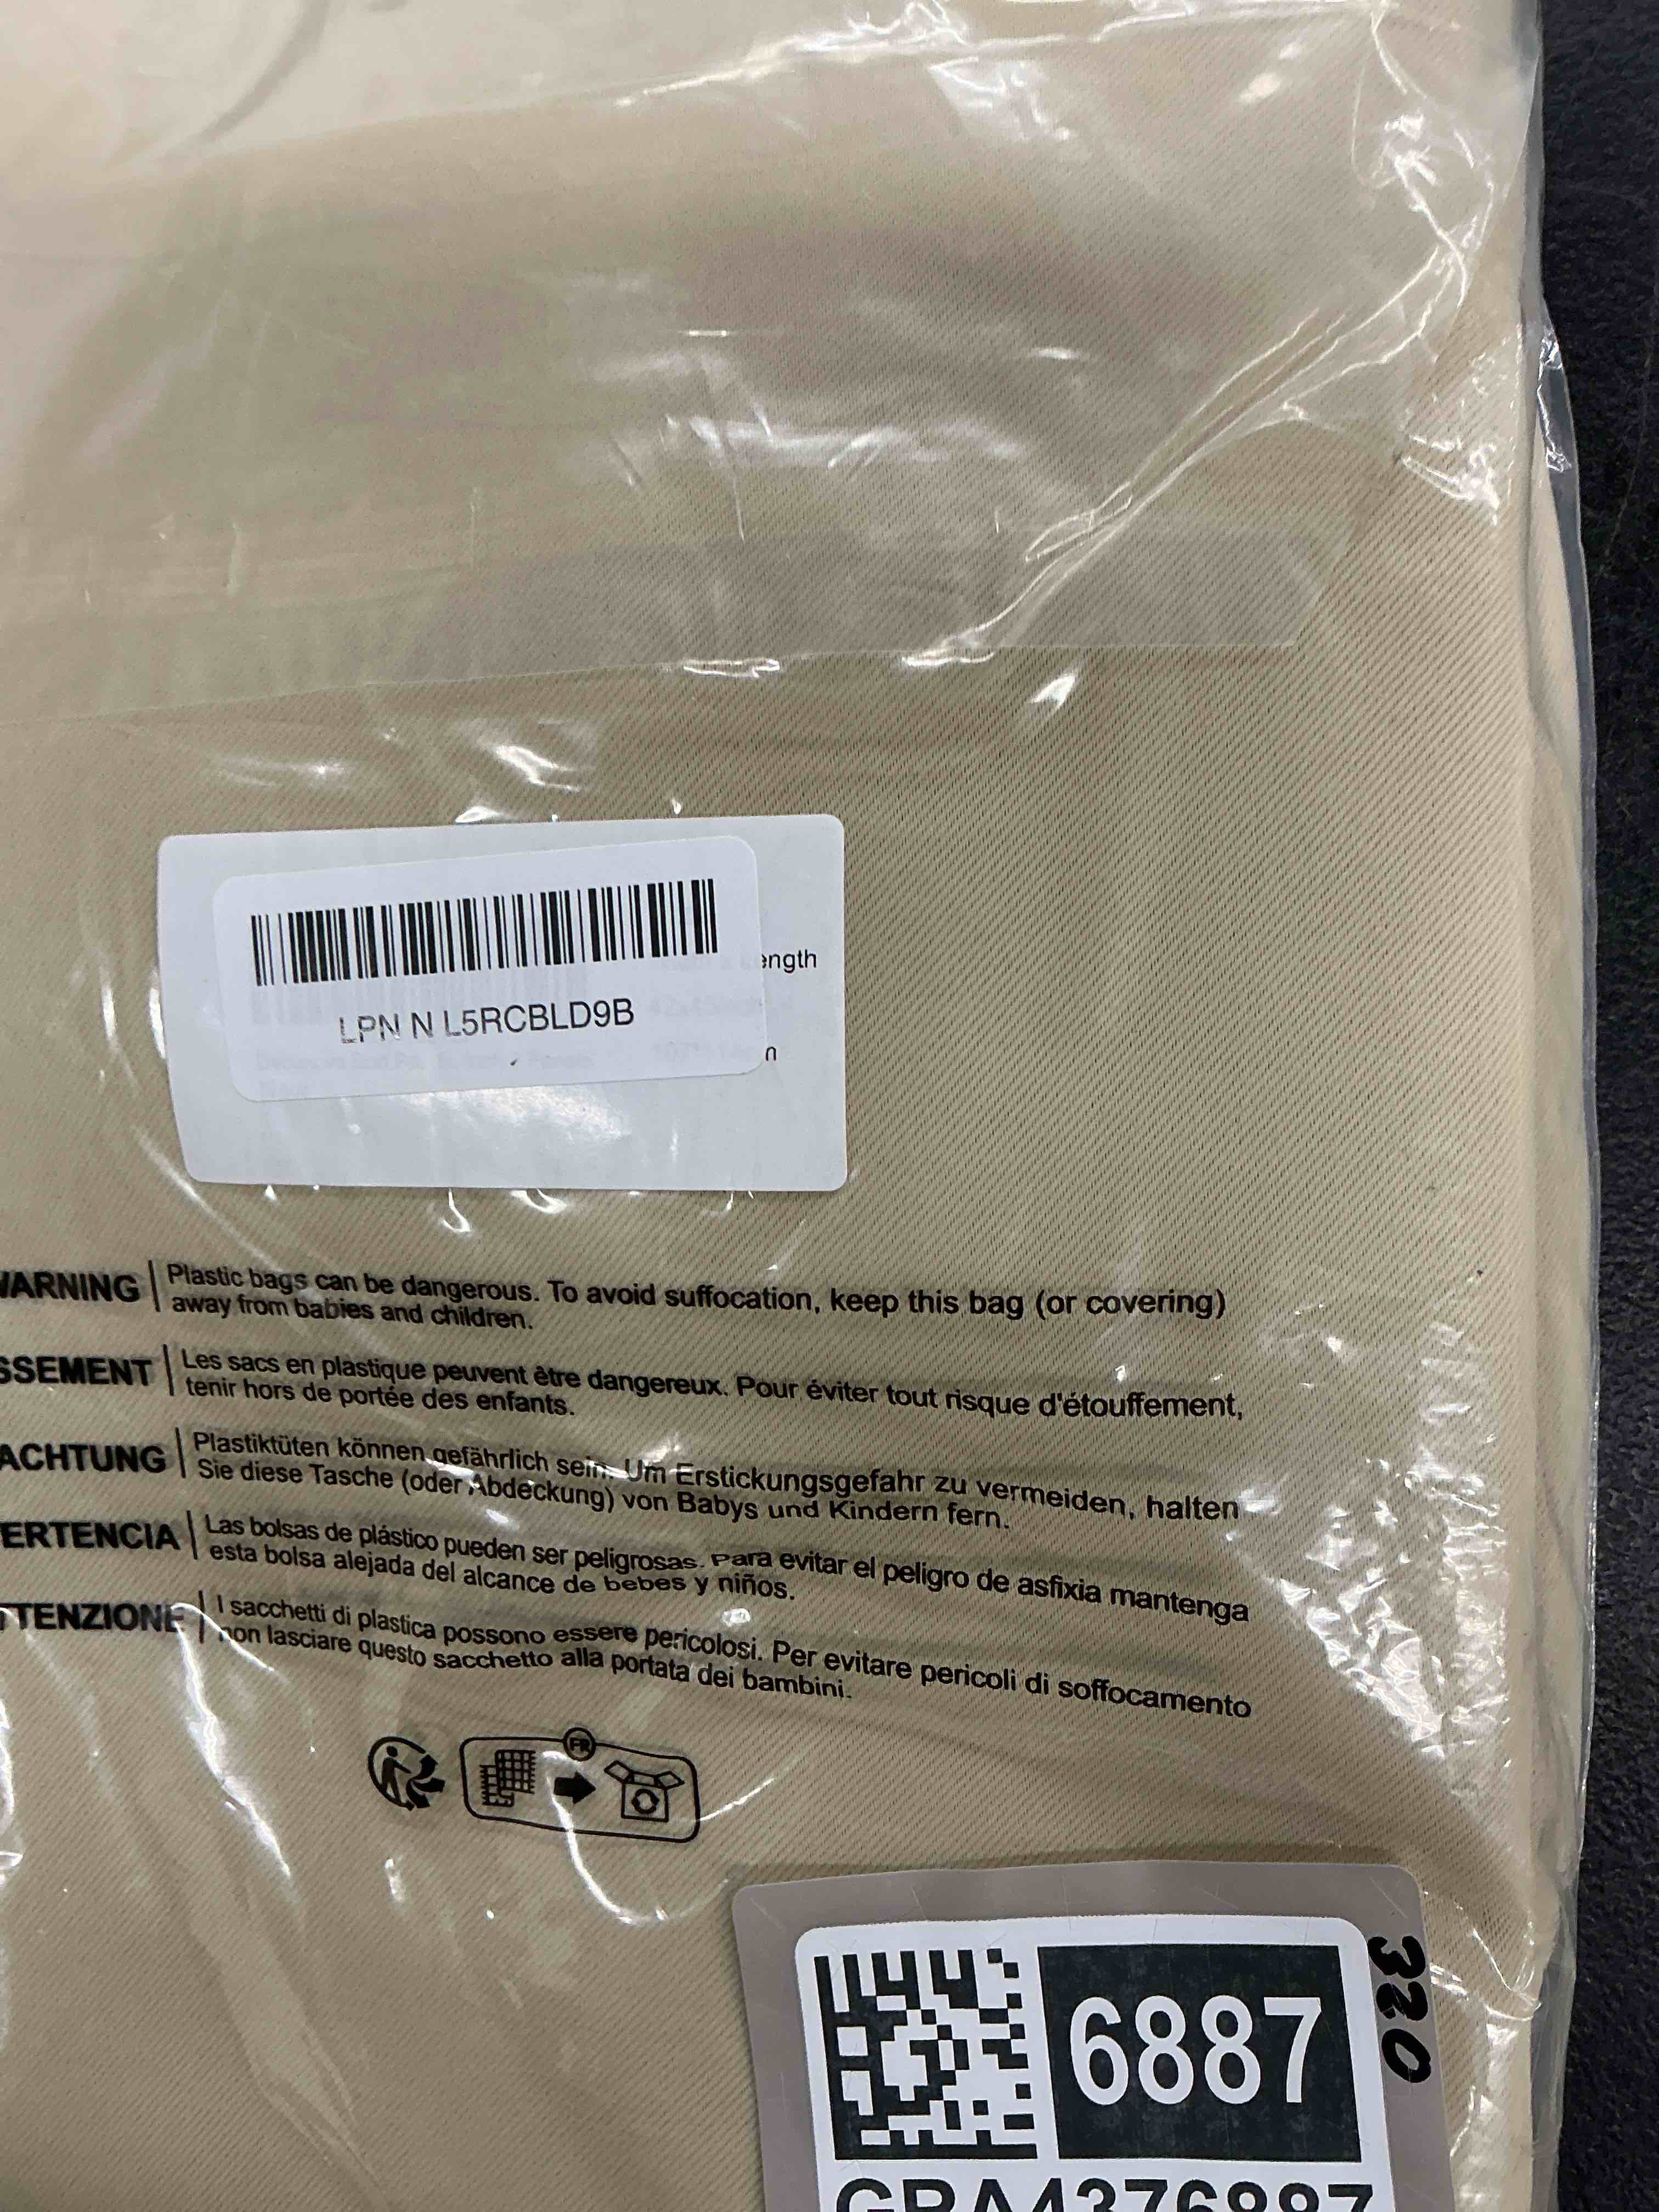 ength
LPN N L5RCBLD9B
n
WARNING | Plastic bags can be dangerous. To avoid suffocation, keep this bag (or covering)
away from babies and children.
SSEMENT | Les sacs en plastique peuvent être dangereux. Pour éviter tout risque d'étouffement,
tenir hors de portée des enfants.
ACHTUNG | Plastiktüten können gefährlich sein. Um Erstickungsgefahr zu vermeiden, halten
Sie diese Tasche (oder Abdeckung) von Babys und Kindern fern.
ERTENCIA | Las bolsas de plástico pueden ser peligrosas. Para evitar el peligro de asfixia mantenga
esta bolsa alejada del alcance de bebes y niños.
TTENZIONE | I sacchetti di plastica possono essere pericolosi. Per evitare pericoli di soffocamento
non lasciare questo sacchetto alla portata dei bambini.
FR
6887
320
GRA4376887